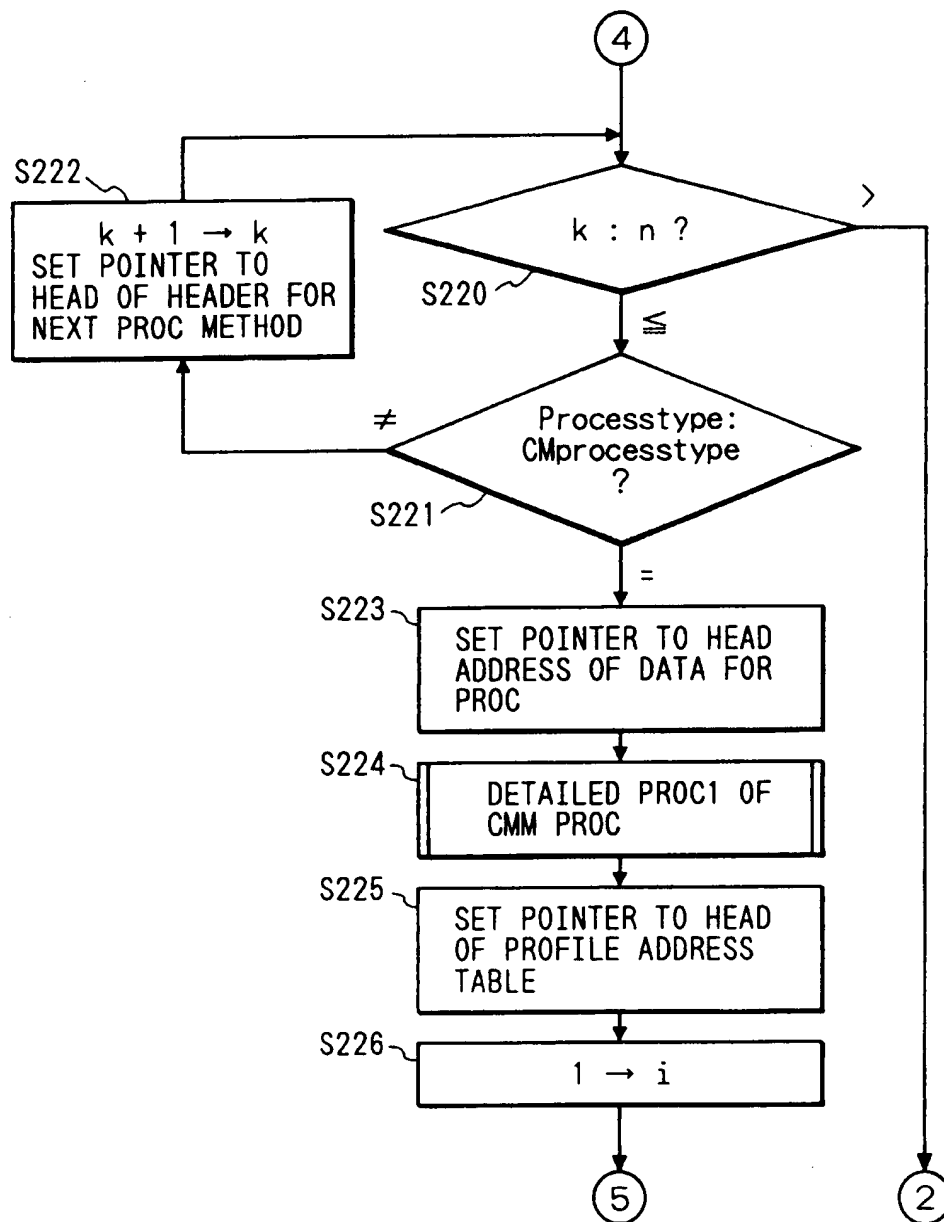 4
S222
k + 1 → k
SET POINTER TO
HEAD OF HEADER FOR
NEXT PROC METHOD
k : n ?
>
S220
≦
≠
Processtype:
CMprocesstype
?
S221
=
S223
SET POINTER TO HEAD
ADDRESS OF DATA FOR
PROC
S224
DETAILED PROC1 OF
CMM PROC
S225
SET POINTER TO HEAD
OF PROFILE ADDRESS
TABLE
S226
1 → i
5
2